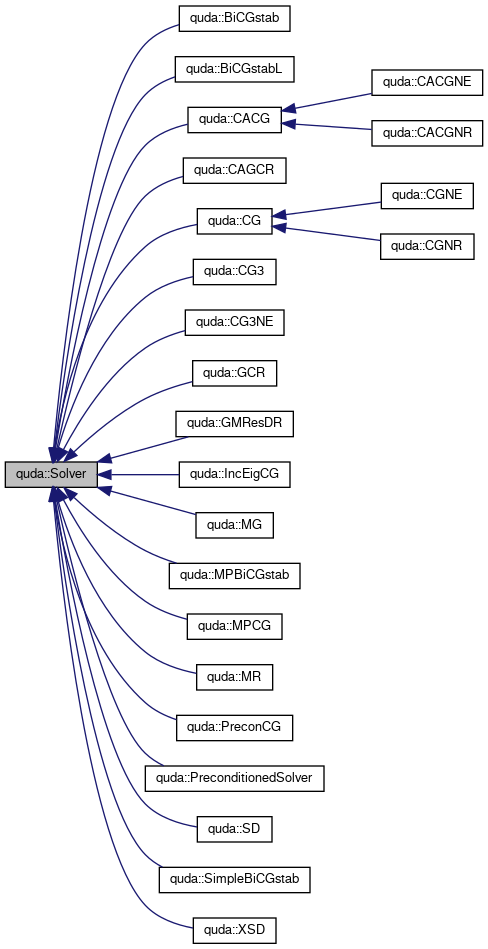 quda::BiCGstab
quda::BiCGstabL
quda::CACGNE
quda::CACG
quda::CACGNR
quda::CAGCR
quda::CGNE
quda::CG
quda::CGNR
quda::CG3
quda::CG3NE
quda::GCR
quda::GMResDR
quda::Solver
quda::IncEigCG
quda::MG
quda::MPBiCGstab
quda::MPCG
quda::MR
quda::PreconCG
quda::PreconditionedSolver
quda::SD
quda::SimpleBiCGstab
quda::XSD